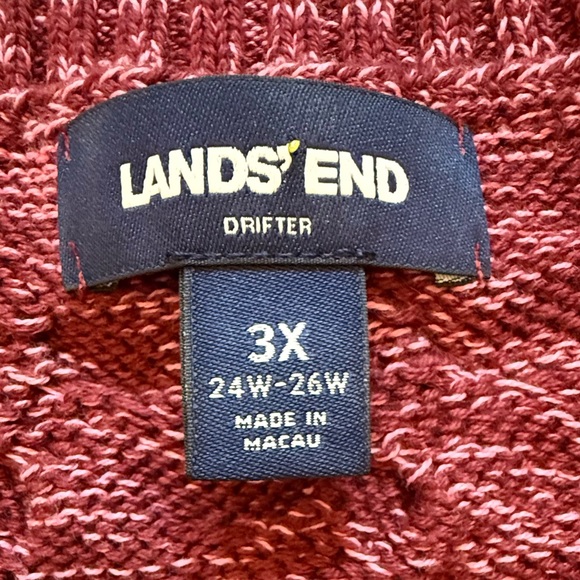 LANDS' END
DRIFTER
3X
24W-26W
MADE IN
MACAU